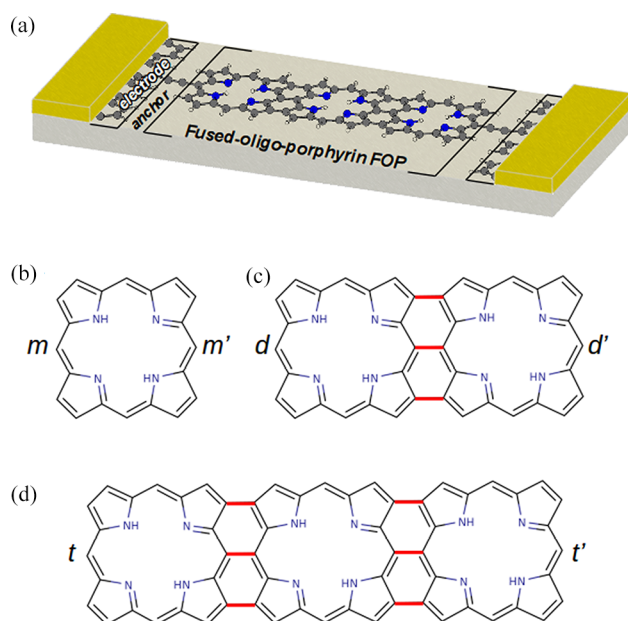 (a)
electrode
anchor
Fused-oligo-porphyrin FOP
(b)
NH
N
m
m'
N
HN
(c)
NH
N
NH
N
d
d'
N
HN
N
HN
(d)
NH
N
NH
N
NH
N
t
t'
N
HN
N
HN
N
HN